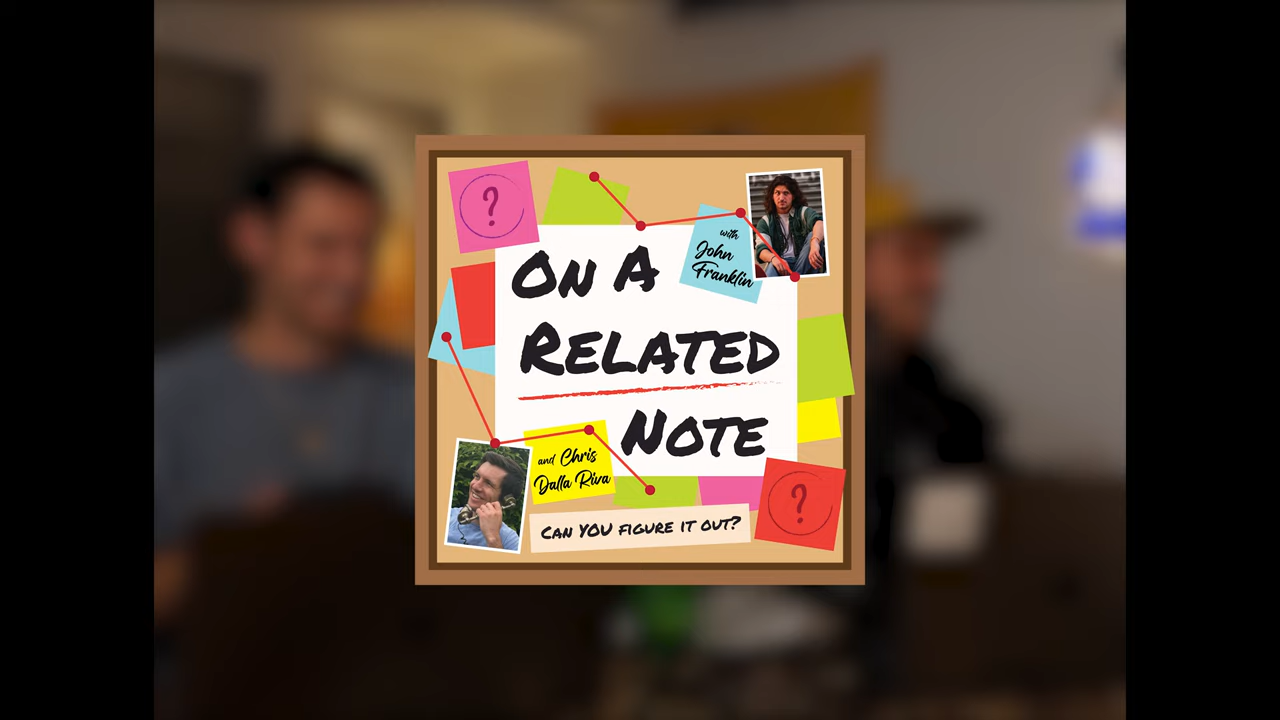 ?
with
John
Franklin
On A
Related
Note
and Chris
Dalla Riva
?
Can YOU figure it out?